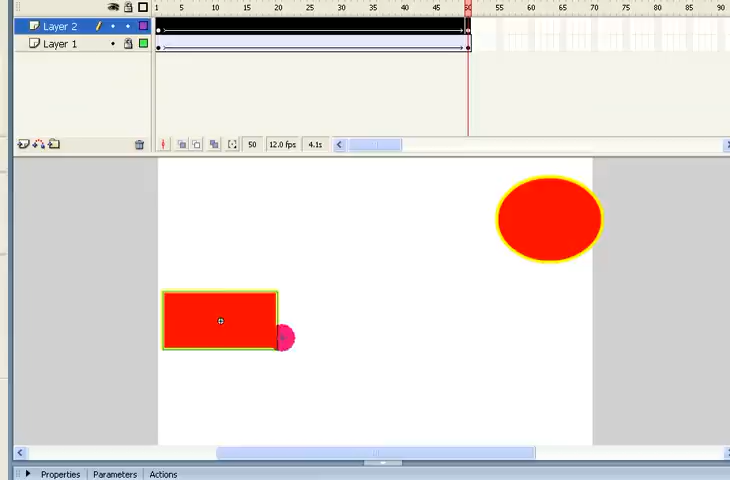 1 5 10 15 20 25 30 35 40 45 50 55 60 65 70 75 80 85 90
Layer 2
Layer 1
50 12.0 fps 4.1s
Properties Parameters Actions